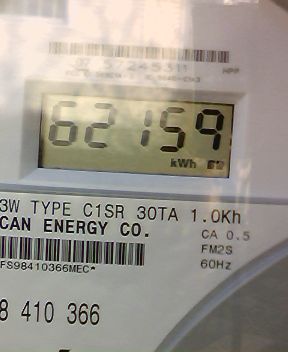 HPP
62159
kWh
3W TYPE C1SR 30TA 1.0Kh
CAN ENERGY CO.
CA 0.5
FM2S
60Hz
FS98410366MEC*
8 410 366